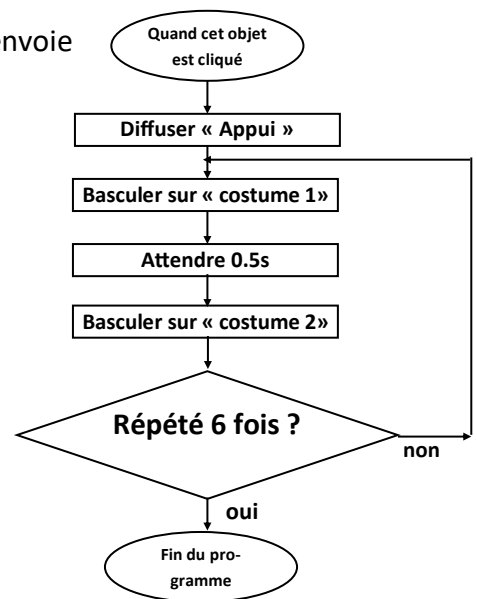 envoie
Quand cet objet
est cliqué
Diffuser « Appui »
Basculer sur « costume 1»
Attendre 0.5s
Basculer sur « costume 2»
Répété 6 fois ?
non
oui
Fin du pro-
gramme